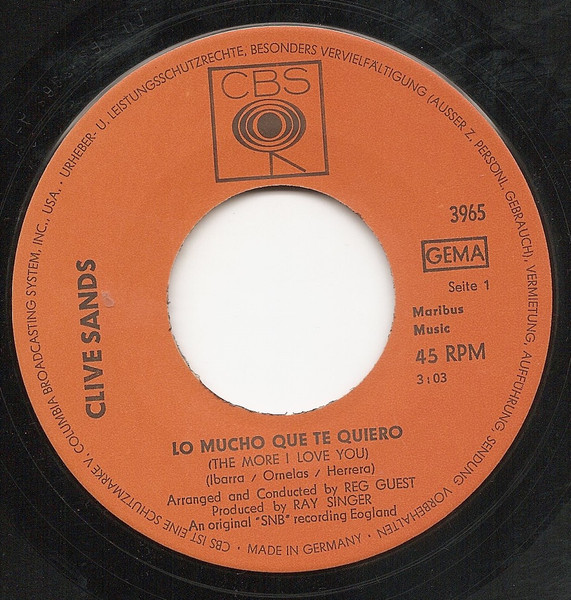 CBS
3965
GEMA
Seite 1
Maribus
Music
45 RPM
3:03
CLIVE SANDS
LO MUCHO QUE TE QUIERO
(THE MORE I LOVE YOU)
(Ibarra / Ornelas / Herrera)
Arranged and Conducted by REG GUEST
Produced by RAY SINGER
An original "SNB" recording Eogland
CBS IST EINE SCHUTZMARKE V. COLUMBIA BROADCASTING SYSTEM, INC., USA. · URHEBER- U. LEISTUNGSSCHUTZRECHTE, BESONDERS VERVIELFÄLTIGUNG (AUSSER Z. PERSÖNL. GEBRAUCH), VERMIETUNG, AUFFÜHRUNG, SENDUNG VORBEHALTEN · MADE IN GERMANY ·